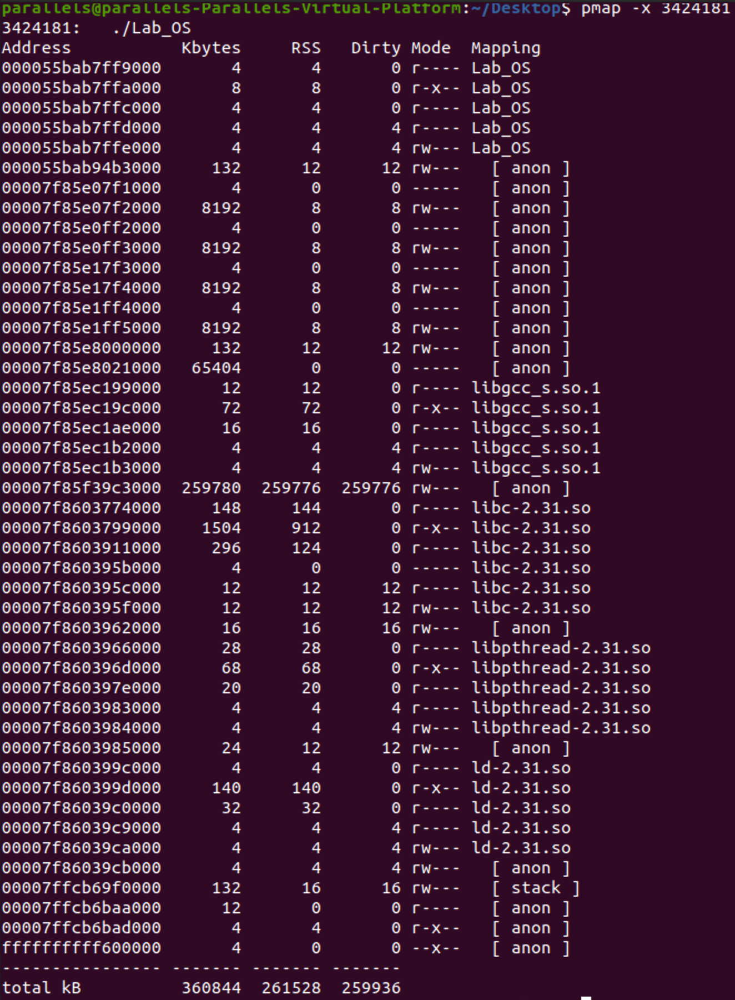 parallels@parallels-Parallels-Virtual-Platform:~/Desktop$ pmap -x 3424181
3424181:   ./Lab_OS
Address           Kbytes     RSS   Dirty Mode  Mapping
000055bab7ff9000       4       4       0 r---- Lab_OS
000055bab7ffa000       8       8       0 r-x-- Lab_OS
000055bab7ffc000       4       4       0 r---- Lab_OS
000055bab7ffd000       4       4       4 r---- Lab_OS
000055bab7ffe000       4       4       4 rw--- Lab_OS
000055bab94b3000     132      12      12 rw---   [ anon ]
00007f85e07f1000       4       0       0 -----   [ anon ]
00007f85e07f2000    8192       8       8 rw---   [ anon ]
00007f85e0ff2000       4       0       0 -----   [ anon ]
00007f85e0ff3000    8192       8       8 rw---   [ anon ]
00007f85e17f3000       4       0       0 -----   [ anon ]
00007f85e17f4000    8192       8       8 rw---   [ anon ]
00007f85e1ff4000       4       0       0 -----   [ anon ]
00007f85e1ff5000    8192       8       8 rw---   [ anon ]
00007f85e8000000     132      12      12 rw---   [ anon ]
00007f85e8021000   65404       0       0 -----   [ anon ]
00007f85ec199000      12      12       0 r---- libgcc_s.so.1
00007f85ec19c000      72      72       0 r-x-- libgcc_s.so.1
00007f85ec1ae000      16      16       0 r---- libgcc_s.so.1
00007f85ec1b2000       4       4       4 r---- libgcc_s.so.1
00007f85ec1b3000       4       4       4 rw--- libgcc_s.so.1
00007f85f39c3000  259780  259776  259776 rw---   [ anon ]
00007f8603774000     148     144       0 r---- libc-2.31.so
00007f8603799000    1504     912       0 r-x-- libc-2.31.so
00007f8603911000     296     124       0 r---- libc-2.31.so
00007f860395b000       4       0       0 ----- libc-2.31.so
00007f860395c000      12      12      12 r---- libc-2.31.so
00007f860395f000      12      12      12 rw--- libc-2.31.so
00007f8603962000      16      16      16 rw---   [ anon ]
00007f8603966000      28      28       0 r---- libpthread-2.31.so
00007f860396d000      68      68       0 r-x-- libpthread-2.31.so
00007f860397e000      20      20       0 r---- libpthread-2.31.so
00007f8603983000       4       4       4 r---- libpthread-2.31.so
00007f8603984000       4       4       4 rw--- libpthread-2.31.so
00007f8603985000      24      12      12 rw---   [ anon ]
00007f860399c000       4       4       0 r---- ld-2.31.so
00007f860399d000     140     140       0 r-x-- ld-2.31.so
00007f86039c0000      32      32       0 r---- ld-2.31.so
00007f86039c9000       4       4       4 r---- ld-2.31.so
00007f86039ca000       4       4       4 rw--- ld-2.31.so
00007f86039cb000       4       4       4 rw---   [ anon ]
00007ffcb69f0000     132      16      16 rw---   [ stack ]
00007ffcb6baa000      12       0       0 r----   [ anon ]
00007ffcb6bad000       4       4       0 r-x--   [ anon ]
ffffffffff600000       4       0       0 --x--   [ anon ]
---------------- ------- ------- -------
total kB          360844  261528  259936